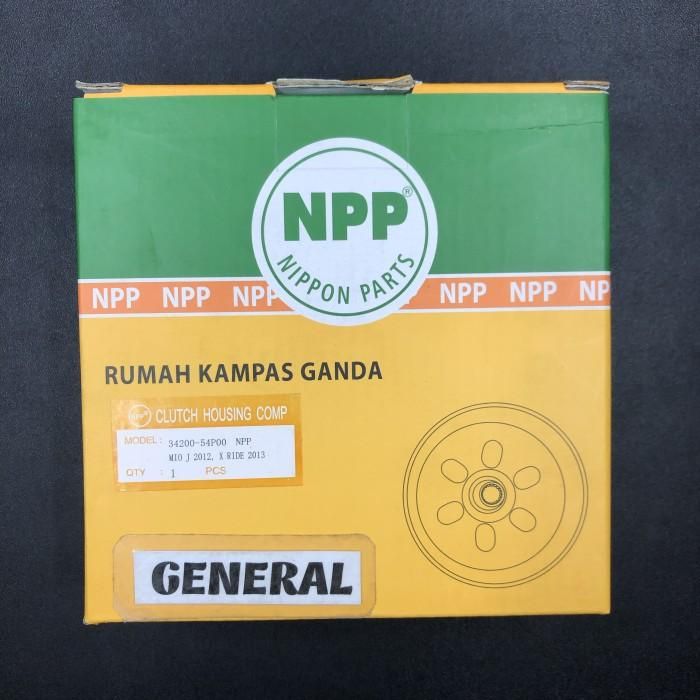 NPP®
NIPPON PARTS
NPP NPP NPP NPP NPP NP
RUMAH KAMPAS GANDA
NPP® CLUTCH HOUSING COMP
MODEL: 34200-54P00 NPP
MIO J 2012, X RIDE 2013
QTY : 1 PCS
GENERAL